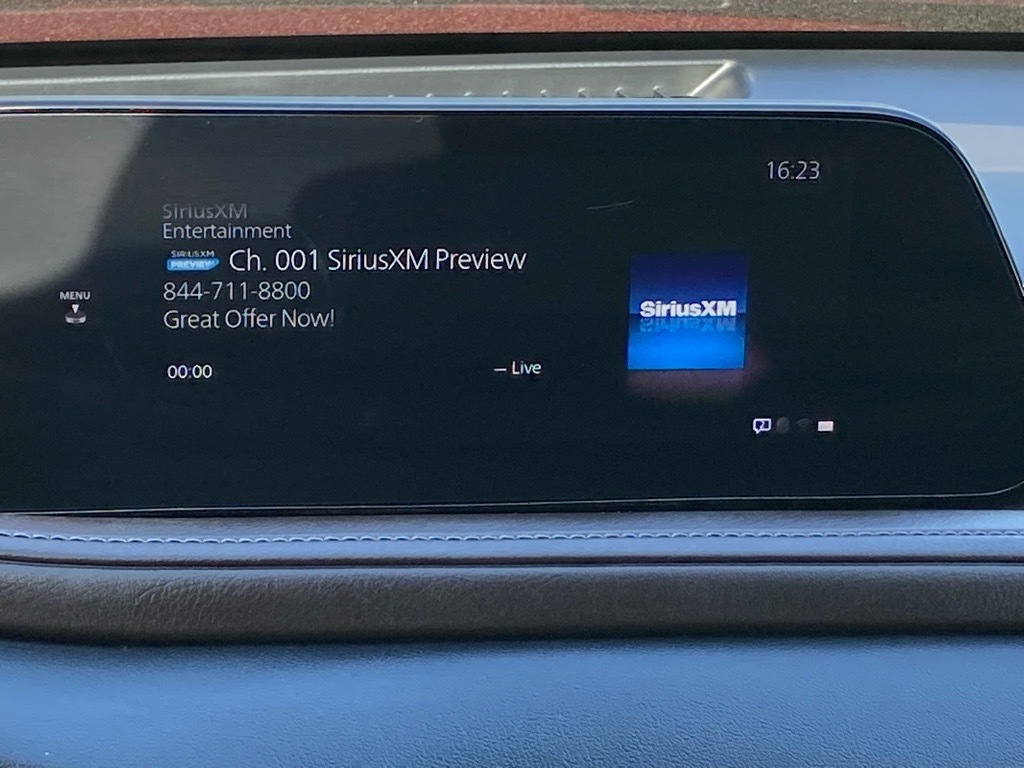 16:23
SiriusXM
Entertainment
SIRIUSXM
PREVIEW
Ch. 001 SiriusXM Preview
844-711-8800
Great Offer Now!
MENU
SiriusXM
00:00
– Live
2